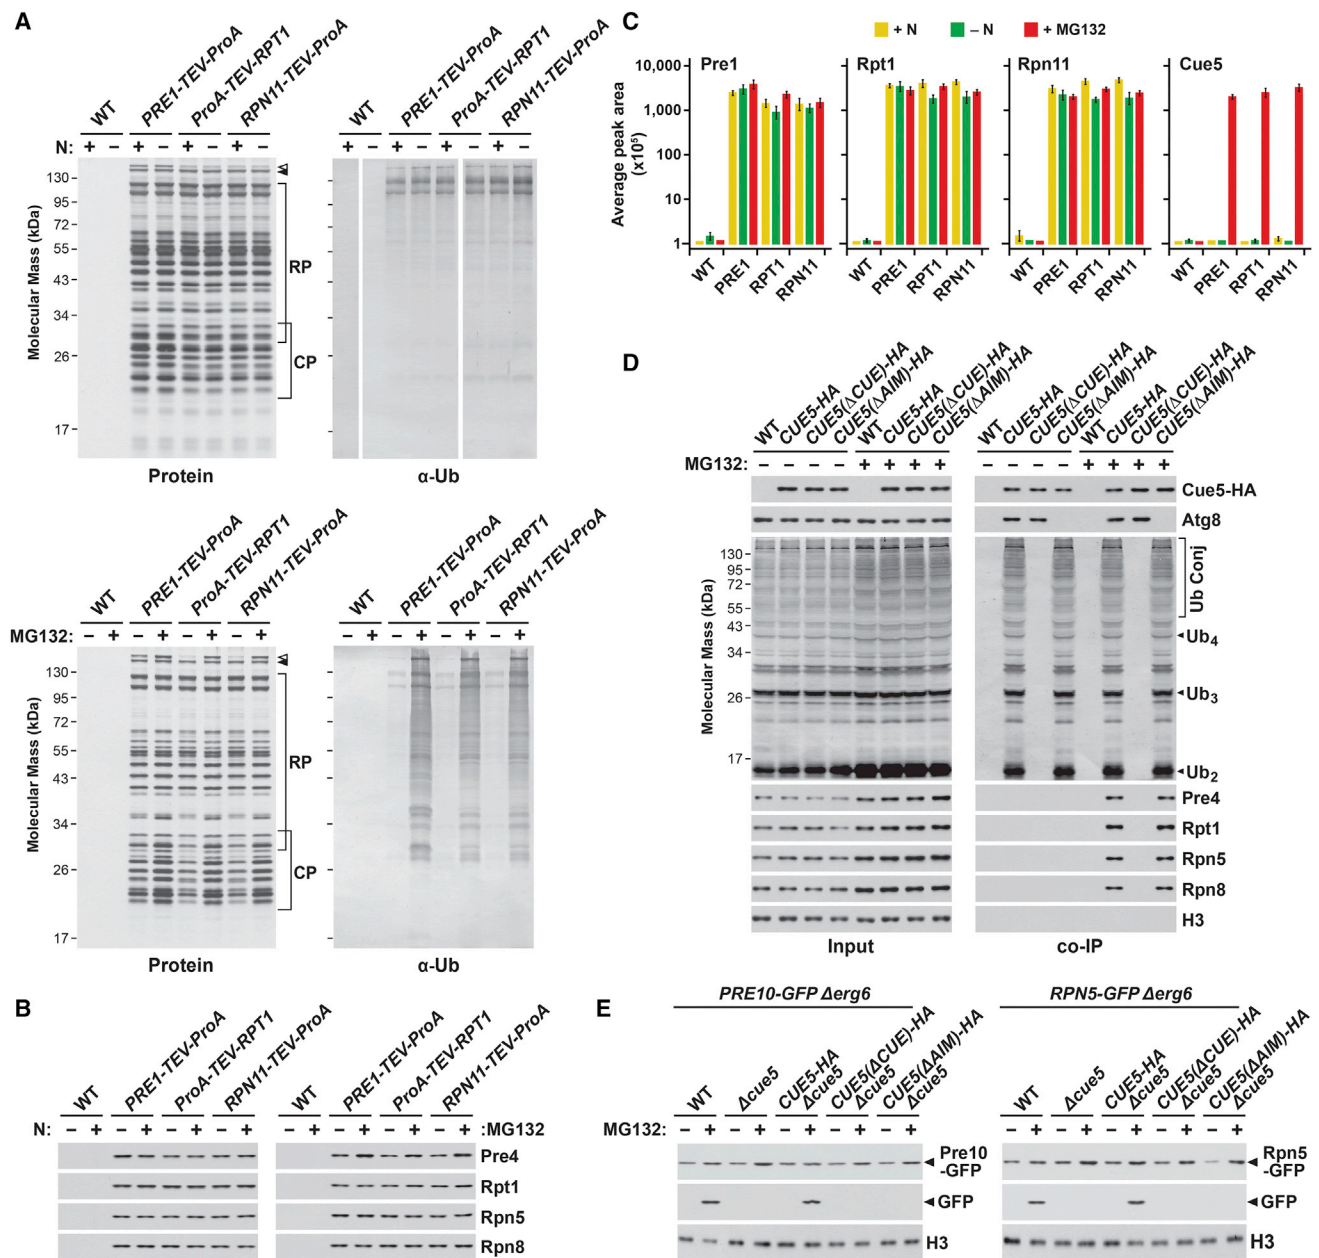 A
WT
PRE1-TEV-ProA
ProA-TEV-RPT1
RPN11-TEV-ProA
N: + – + – + – + –
130
95
72
55
43
34
26
17
Molecular Mass (kDa)
RP
CP
Protein
WT
PRE1-TEV-ProA
ProA-TEV-RPT1
RPN11-TEV-ProA
+ – + – + – + –
α-Ub
WT
PRE1-TEV-ProA
ProA-TEV-RPT1
RPN11-TEV-ProA
MG132: – + – + – + – +
130
95
72
55
43
34
26
17
Molecular Mass (kDa)
RP
CP
Protein
WT
PRE1-TEV-ProA
ProA-TEV-RPT1
RPN11-TEV-ProA
– + – + – + – +
α-Ub
B
WT
PRE1-TEV-ProA
ProA-TEV-RPT1
RPN11-TEV-ProA
N: – + – + – + – +
WT
PRE1-TEV-ProA
ProA-TEV-RPT1
RPN11-TEV-ProA
– + – + – + – + :MG132
Pre4
Rpt1
Rpn5
Rpn8
C
+ N
– N
+ MG132
Average peak area
(x10⁵)
10,000
1,000
100
10
1
Pre1
WT
PRE1
RPT1
RPN11
Rpt1
WT
PRE1
RPT1
RPN11
Rpn11
WT
PRE1
RPT1
RPN11
Cue5
WT
PRE1
RPT1
RPN11
D
WT
CUE5-HA
CUE5(ΔCUE)-HA
CUE5(ΔAIM)-HA
WT
CUE5-HA
CUE5(ΔCUE)-HA
CUE5(ΔAIM)-HA
MG132: – – – – + + + +
WT
CUE5-HA
CUE5(ΔCUE)-HA
CUE5(ΔAIM)-HA
WT
CUE5-HA
CUE5(ΔCUE)-HA
CUE5(ΔAIM)-HA
– – – – + + + +
Cue5-HA
Atg8
Molecular Mass (kDa)
130
95
72
55
43
34
26
17
Ub Conj
Ub₄
Ub₃
Ub₂
Pre4
Rpt1
Rpn5
Rpn8
H3
Input
co-IP
E
PRE10-GFP Δerg6
WT
Δcue5
CUE5-HA
Δcue5
CUE5(ΔCUE)-HA
Δcue5
CUE5(ΔAIM)-HA
Δcue5
MG132: – + – + – + – + – +
Pre10
-GFP
GFP
H3
RPN5-GFP Δerg6
WT
Δcue5
CUE5-HA
Δcue5
CUE5(ΔCUE)-HA
Δcue5
CUE5(ΔAIM)-HA
Δcue5
– + – + – + – + – +
Rpn5
-GFP
GFP
H3